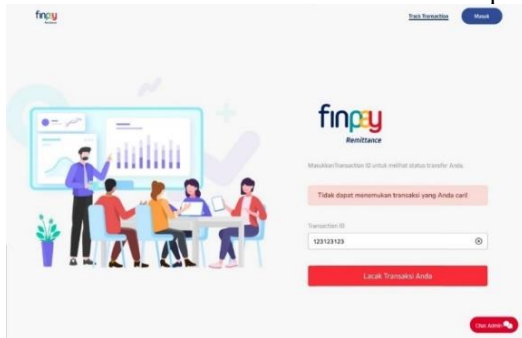 finpay
Remittance
Track Transaction
Masuk
finpay
Remittance
Masukkan Transaction ID untuk melihat status transfer Anda.
Tidak dapat menemukan transaksi yang Anda cari!
Transaction ID
123123123
Lacak Transaksi Anda
Chat Admin